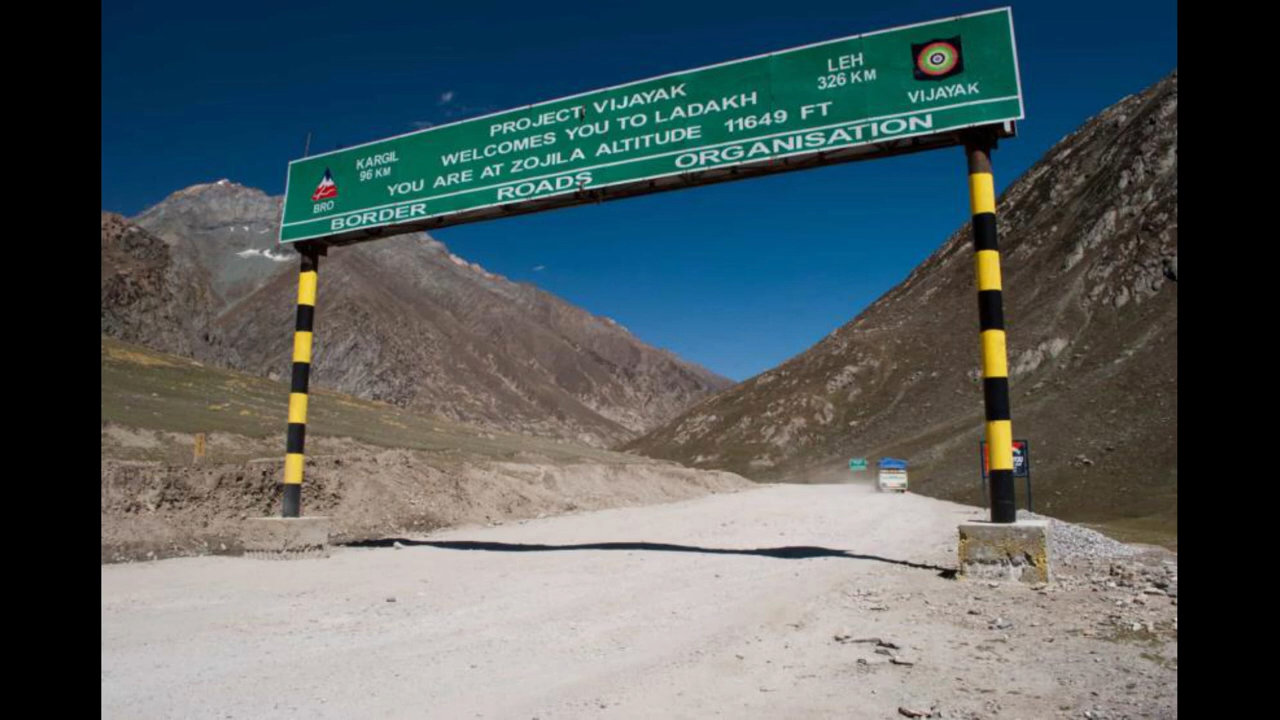 PROJECT VIJAYAK
WELCOMES YOU TO LADAKH
YOU ARE AT ZOJILA ALTITUDE 11649 FT
KARGIL
96 KM
LEH
326 KM
BRO
VIJAYAK
BORDER ROADS ORGANISATION